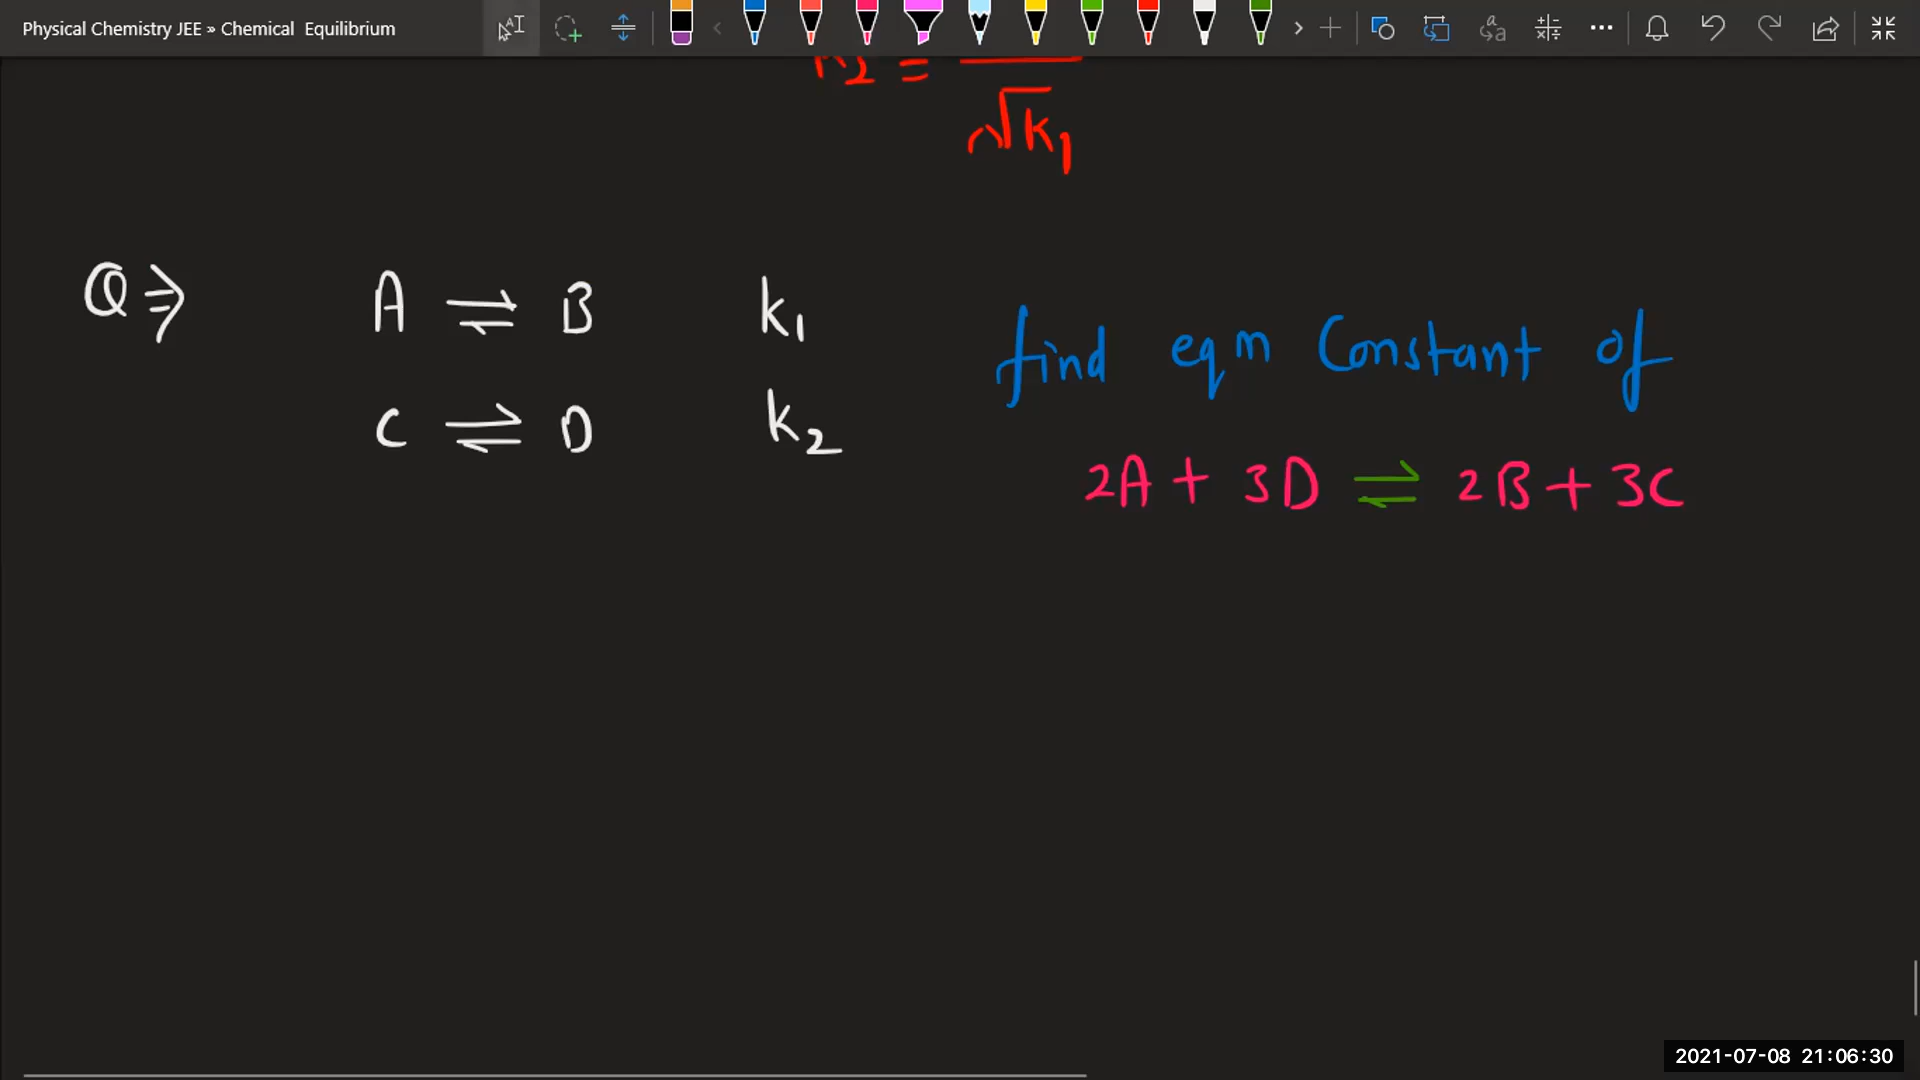 Physical Chemistry JEE » Chemical Equilibrium
k2 =
√k1
Q⇒ A ⇌ B k1
find eqm Constant of
C ⇌ D k2
2A + 3D ⇌ 2B + 3C
2021-07-08 21:06:30